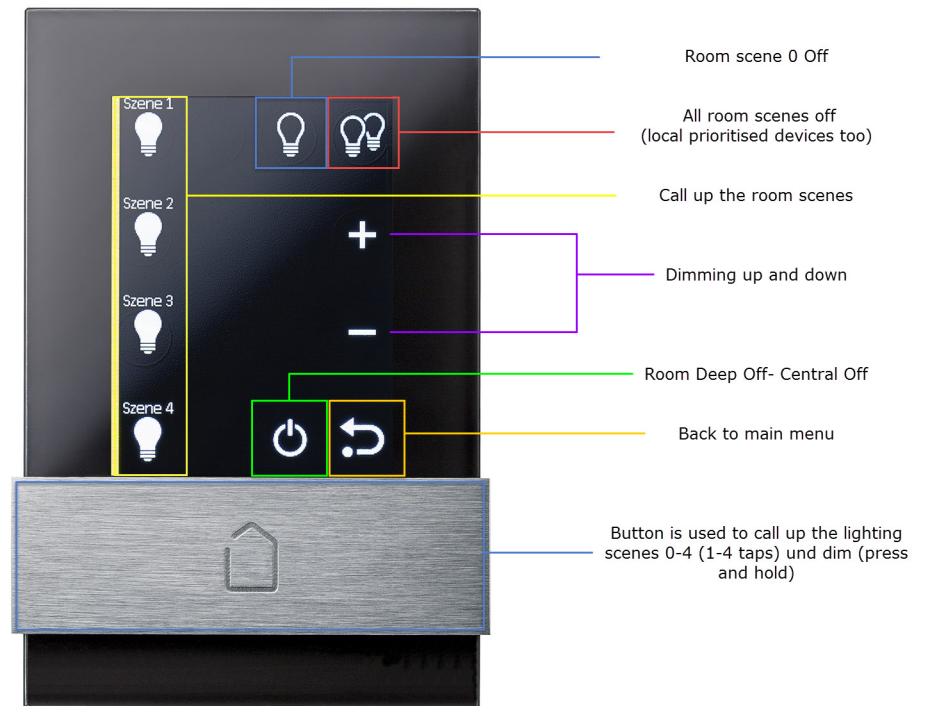 Room scene 0 Off
All room scenes off
(local prioritised devices too)
Szene 1
Call up the room scenes
Szene 2
Dimming up and down
Szene 3
Room Deep Off- Central Off
Szene 4
Back to main menu
Button is used to call up the lighting
scenes 0-4 (1-4 taps) und dim (press
and hold)